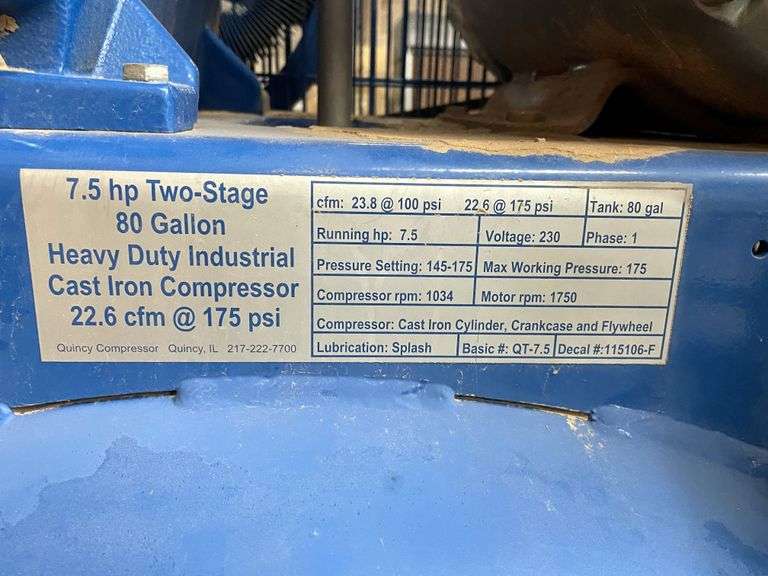 7.5 hp Two-Stage
80 Gallon
Heavy Duty Industrial
Cast Iron Compressor
22.6 cfm @ 175 psi
Quincy Compressor Quincy, IL 217-222-7700
cfm: 23.8 @ 100 psi 22.6 @ 175 psi Tank: 80 gal
Running hp: 7.5 Voltage: 230 Phase: 1
Pressure Setting: 145-175 Max Working Pressure: 175
Compressor rpm: 1034 Motor rpm: 1750
Compressor: Cast Iron Cylinder, Crankcase and Flywheel
Lubrication: Splash Basic #: QT-7.5 Decal #:115106-F